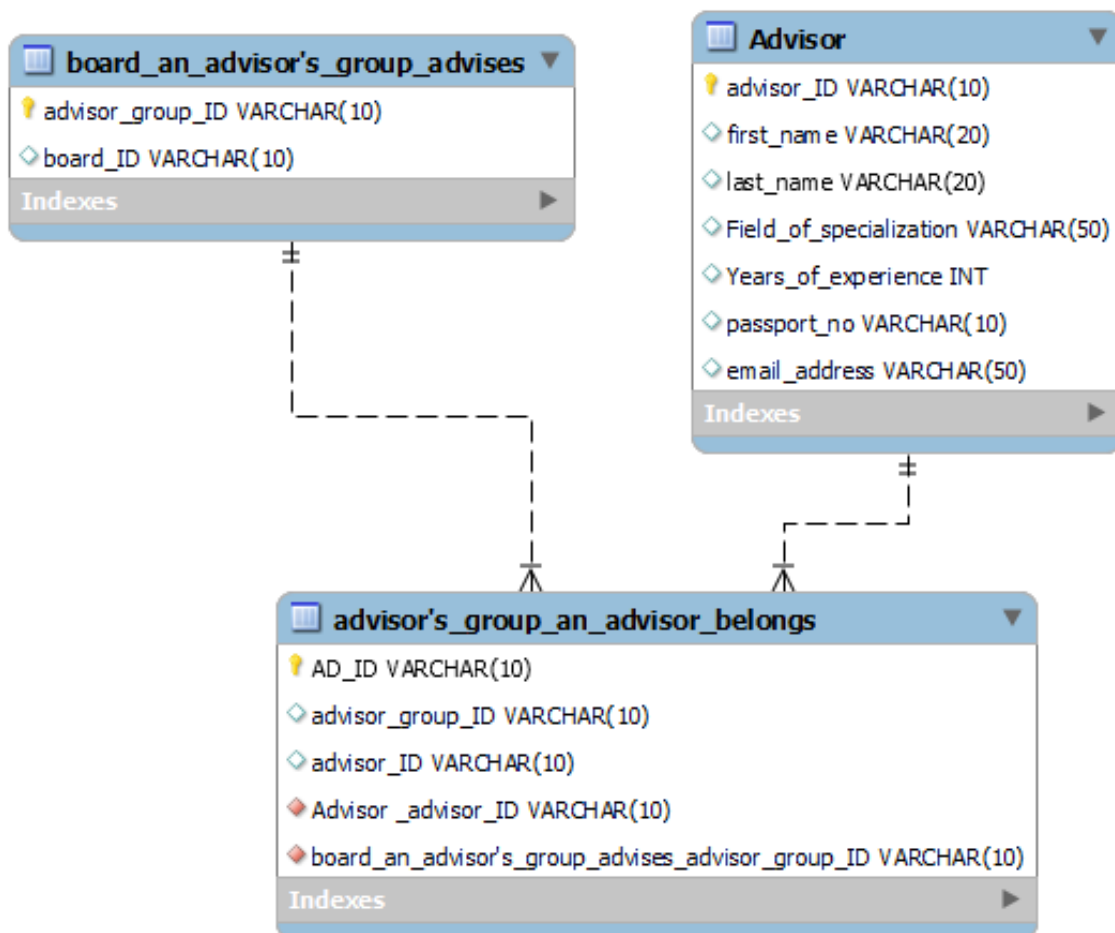 board_an_advisor's_group_advises
advisor_group_ID VARCHAR(10)
board_ID VARCHAR(10)
Indexes
Advisor
advisor_ID VARCHAR(10)
first_name VARCHAR(20)
last_name VARCHAR(20)
Field_of_specialization VARCHAR(50)
Years_of_experience INT
passport_no VARCHAR(10)
email_address VARCHAR(50)
Indexes
advisor's_group_an_advisor_belongs
AD_ID VARCHAR(10)
advisor_group_ID VARCHAR(10)
advisor_ID VARCHAR(10)
Advisor _advisor_ID VARCHAR(10)
board_an_advisor's_group_advises_advisor_group_ID VARCHAR(10)
Indexes